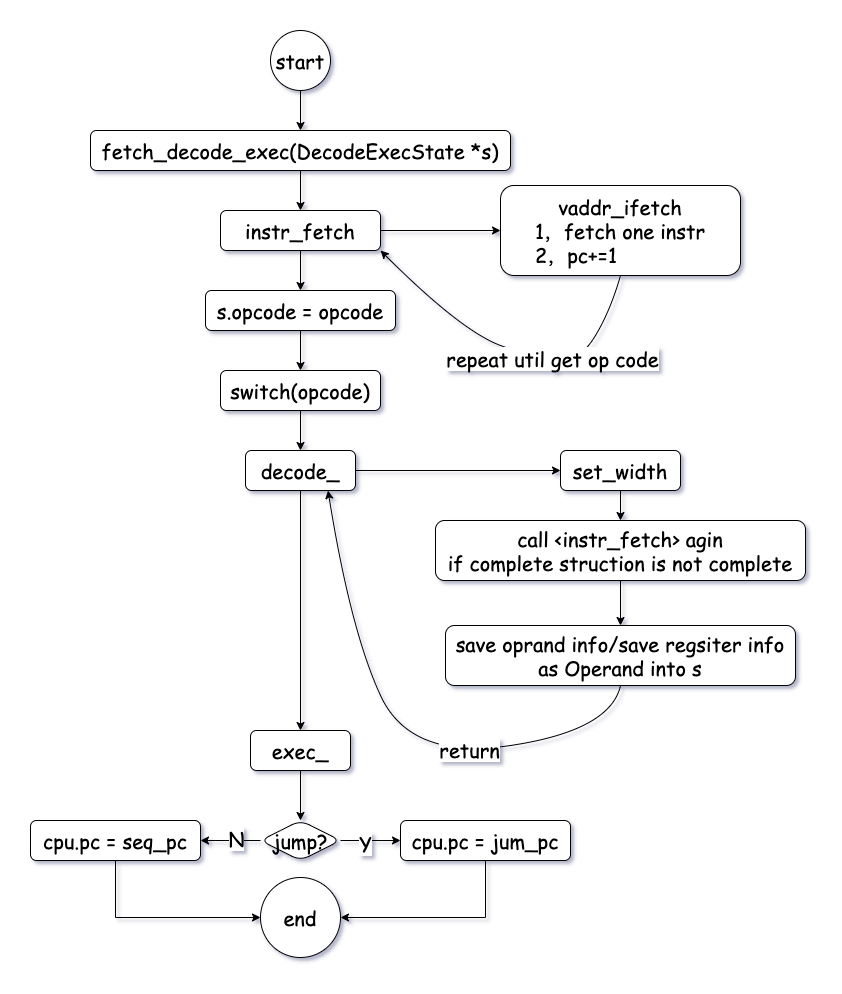 start
fetch_decode_exec(DecodeExecState *s)
instr_fetch
vaddr_ifetch
1, fetch one instr
2, pc+=1
s.opcode = opcode
repeat util get op code
switch(opcode)
decode_
set_width
call <instr_fetch> agin
if complete struction is not complete
save oprand info/save regsiter info
as Operand into s
return
exec_
cpu.pc = seq_pc
N
jump?
y
cpu.pc = jum_pc
end